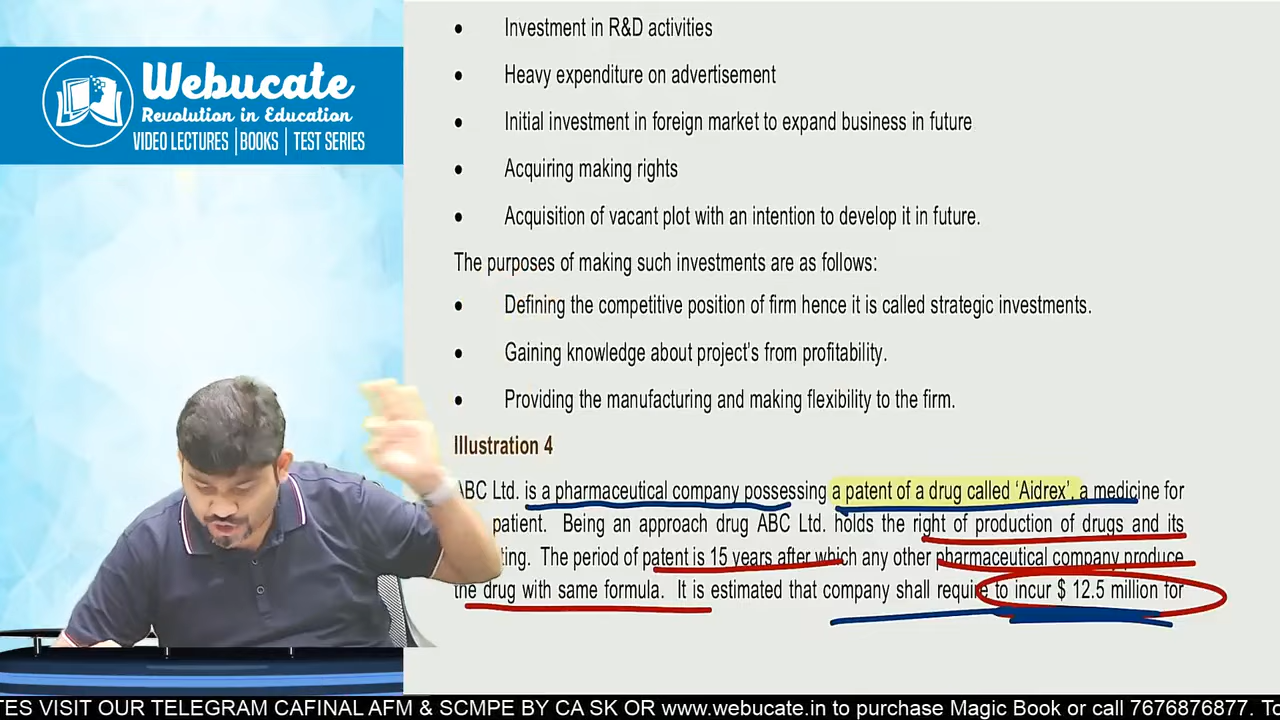 Webucate
Revolution in Education
VIDEO LECTURES | BOOKS | TEST SERIES
• Investment in R&D activities
• Heavy expenditure on advertisement
• Initial investment in foreign market to expand business in future
• Acquiring making rights
• Acquisition of vacant plot with an intention to develop it in future.
The purposes of making such investments are as follows:
• Defining the competitive position of firm hence it is called strategic investments.
• Gaining knowledge about project's from profitability.
• Providing the manufacturing and making flexibility to the firm.
Illustration 4
ABC Ltd. is a pharmaceutical company possessing a patent of a drug called 'Aidrex', a medicine for
patient. Being an approach drug ABC Ltd. holds the right of production of drugs and its
ting. The period of patent is 15 years after which any other pharmaceutical company produce
the drug with same formula. It is estimated that company shall require to incur $ 12.5 million for
TES VISIT OUR TELEGRAM CAFINAL AFM & SCMPE BY CA SK OR www.webucate.in to purchase Magic Book or call 7676876877. To